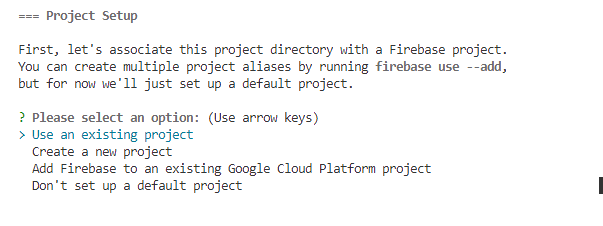 === Project Setup
First, let's associate this project directory with a Firebase project.
You can create multiple project aliases by running firebase use --add,
but for now we'll just set up a default project.
? Please select an option: (Use arrow keys)
> Use an existing project
Create a new project
Add Firebase to an existing Google Cloud Platform project
Don't set up a default project